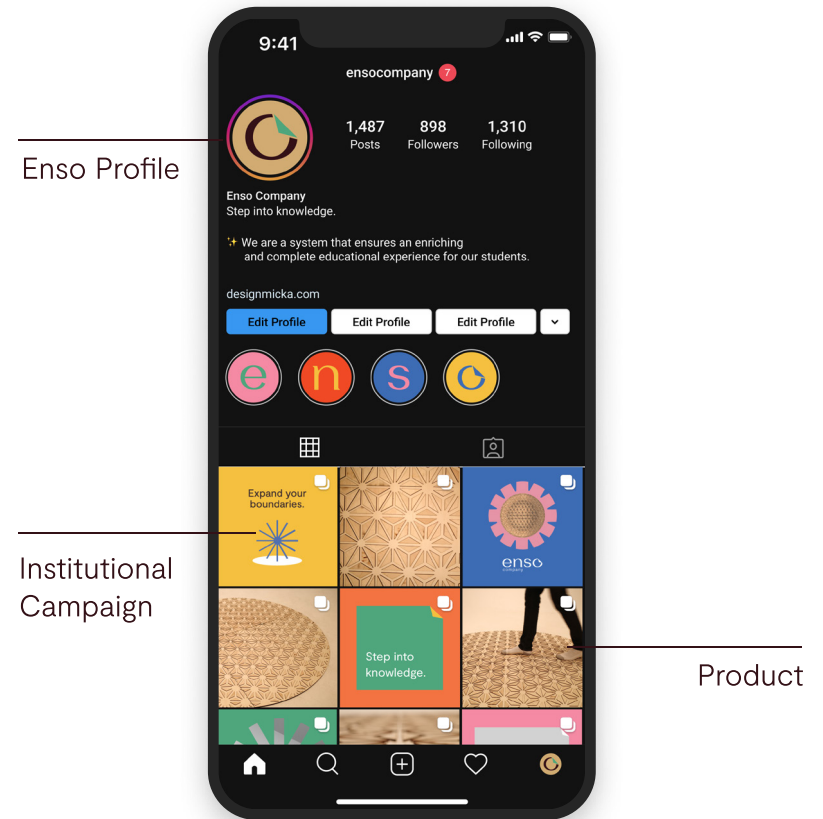 9:41
ensocompany 7
1,487 898 1,310
Posts Followers Following
Enso Profile
Enso Company
Step into knowledge.
✨ We are a system that ensures an enriching
and complete educational experience for our students.
designmicka.com
Edit Profile Edit Profile Edit Profile
e n s o
Expand your
boundaries.
enso
company
Institutional
Campaign
Step into
knowledge.
Product